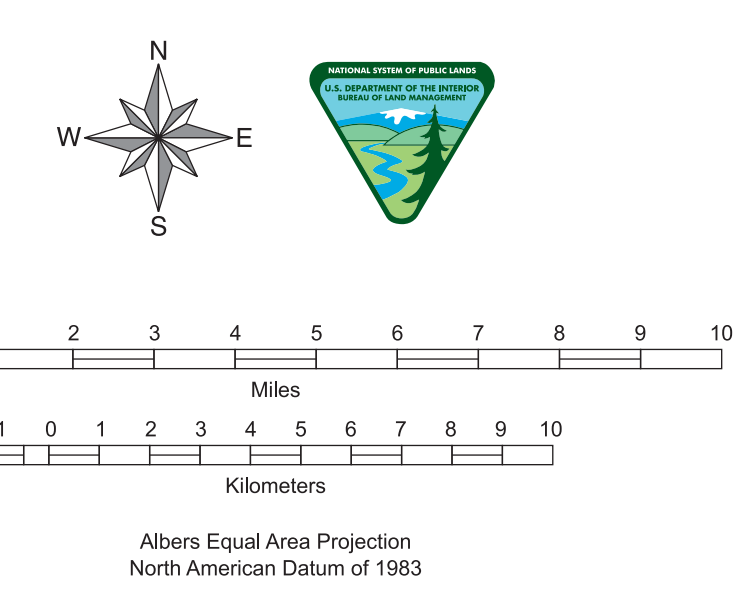 N
W
E
S
NATIONAL SYSTEM OF PUBLIC LANDS
U.S. DEPARTMENT OF THE INTERIOR
BUREAU OF LAND MANAGEMENT
2 3 4 5 6 7 8 9 10
Miles
1 0 1 2 3 4 5 6 7 8 9 10
Kilometers
Albers Equal Area Projection
North American Datum of 1983